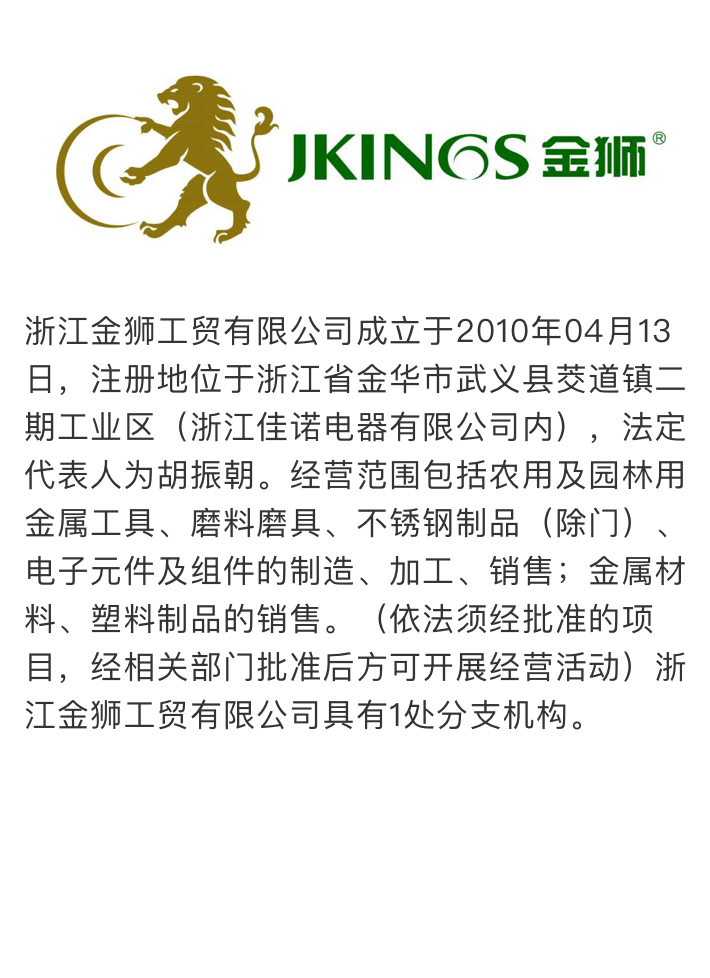 JKINGS 金狮®
浙江金狮工贸有限公司成立于2010年04月13
日，注册地位于浙江省金华市武义县茭道镇二
期工业区（浙江佳诺电器有限公司内），法定
代表人为胡振朝。经营范围包括农用及园林用
金属工具、磨料磨具、不锈钢制品（除门）、
电子元件及组件的制造、加工、销售；金属材
料、塑料制品的销售。（依法须经批准的项
目，经相关部门批准后方可开展经营活动）浙
江金狮工贸有限公司具有1处分支机构。